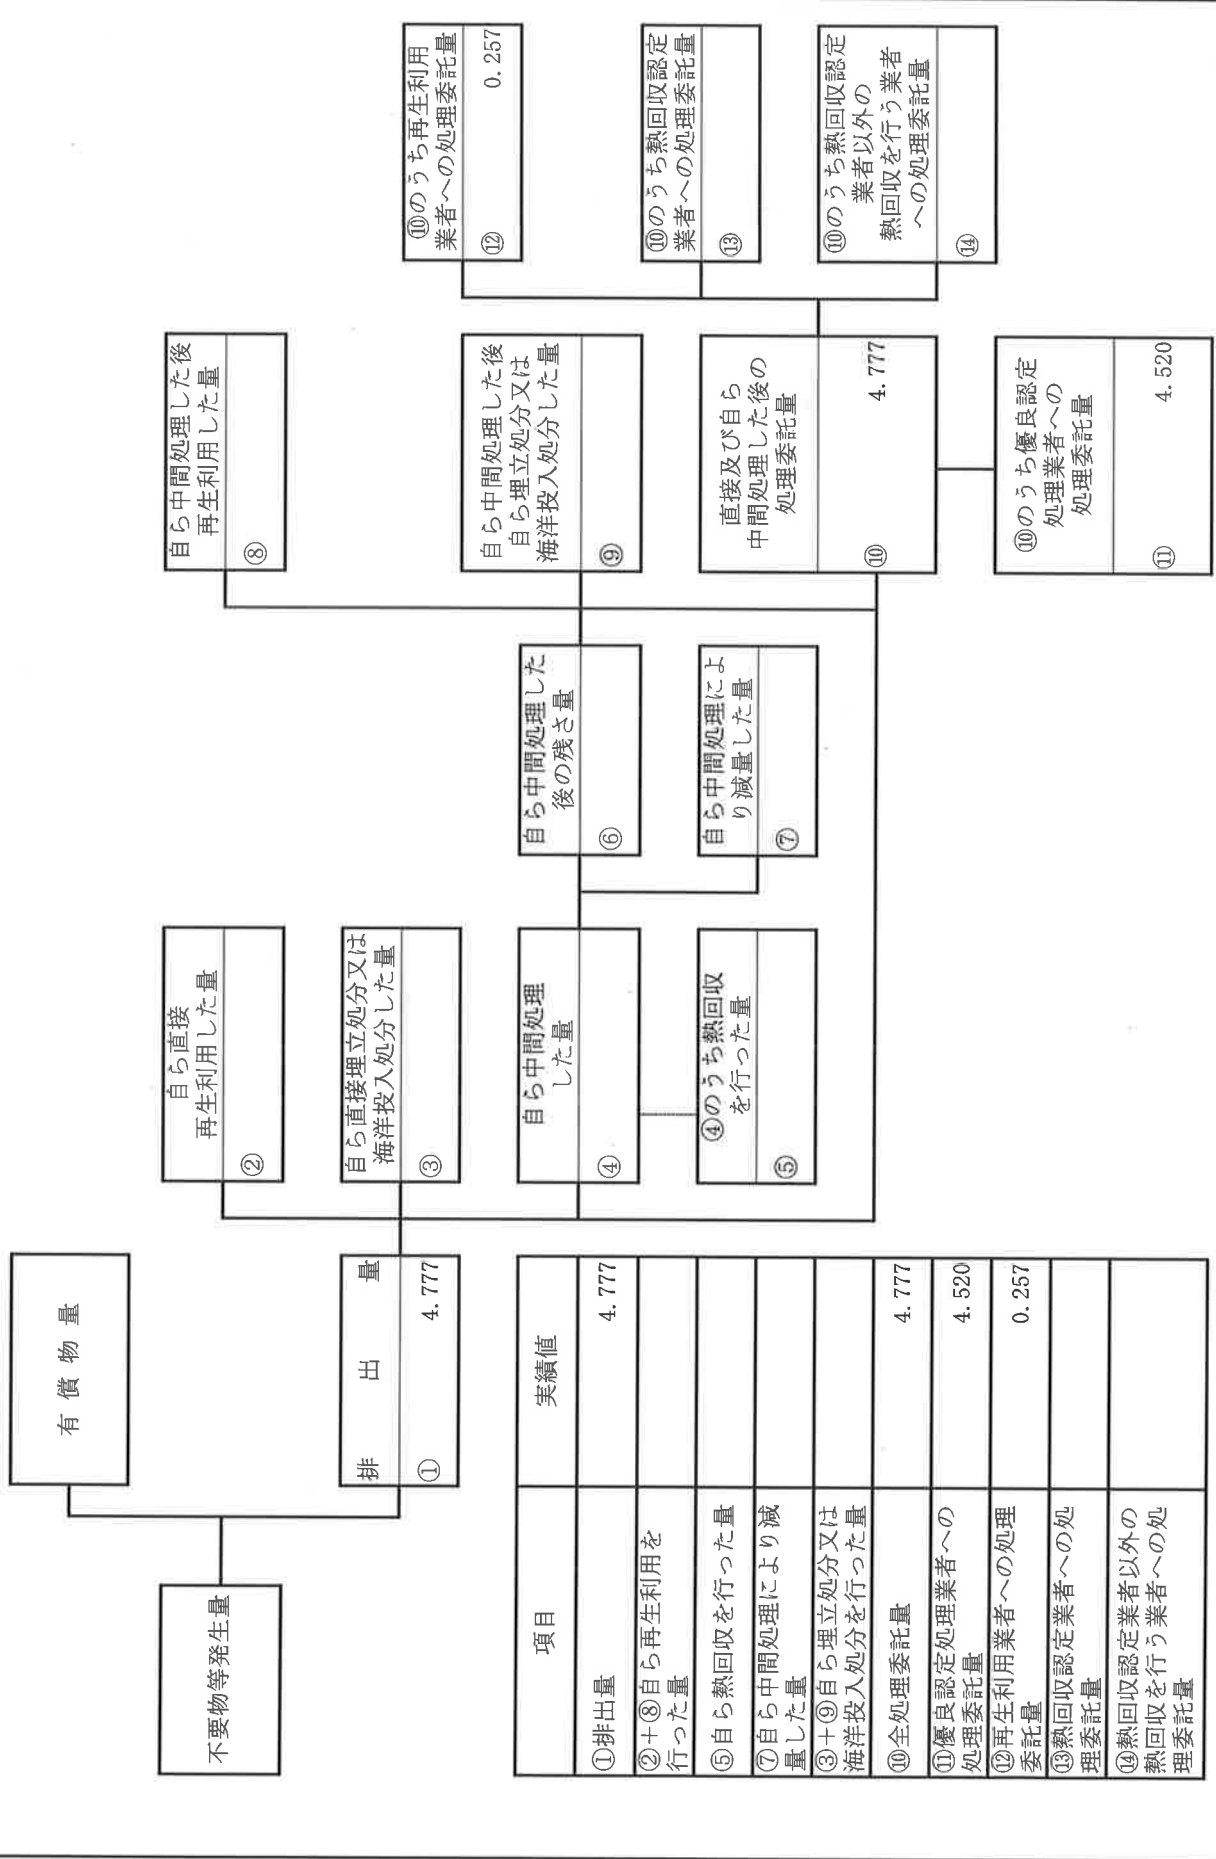 不要物等発生量
有償物量
排出量
① 4.777
自ら直接
再生利用した量
②
自ら直接埋立処分又は
海洋投入処分した量
③
自ら中間処理
した量
④
④のうち熱回収
を行った量
⑤
自ら中間処理した
後の残さ量
⑥
自ら中間処理によ
り減量した量
⑦
自ら中間処理した後
再生利用した量
⑧
自ら中間処理した後
自ら埋立処分又は
海洋投入処分した量
⑨
直接及び自ら
中間処理した後の
処理委託量
⑩ 4.777
⑩のうち優良認定
処理業者への
処理委託量
⑪ 4.520
⑩のうち再生利用
業者への処理委託量
⑫ 0.257
⑩のうち熱回収認定
業者への処理委託量
⑬
⑩のうち熱回収認定
業者以外の
熱回収を行う業者
への処理委託量
⑭
項目 実績値
①排出量 4.777
②+⑧自ら再生利用を
行った量
⑤自ら熱回収を行った量
⑦自ら中間処理により減
量した量
③+⑨自ら埋立処分又は
海洋投入処分を行った量
⑩全処理委託量 4.777
⑪優良認定処理業者への
処理委託量 4.520
⑫再生利用業者への処理
委託量 0.257
⑬熱回収認定業者への処
理委託量
⑭熱回収認定業者以外の
熱回収を行う業者への処
理委託量